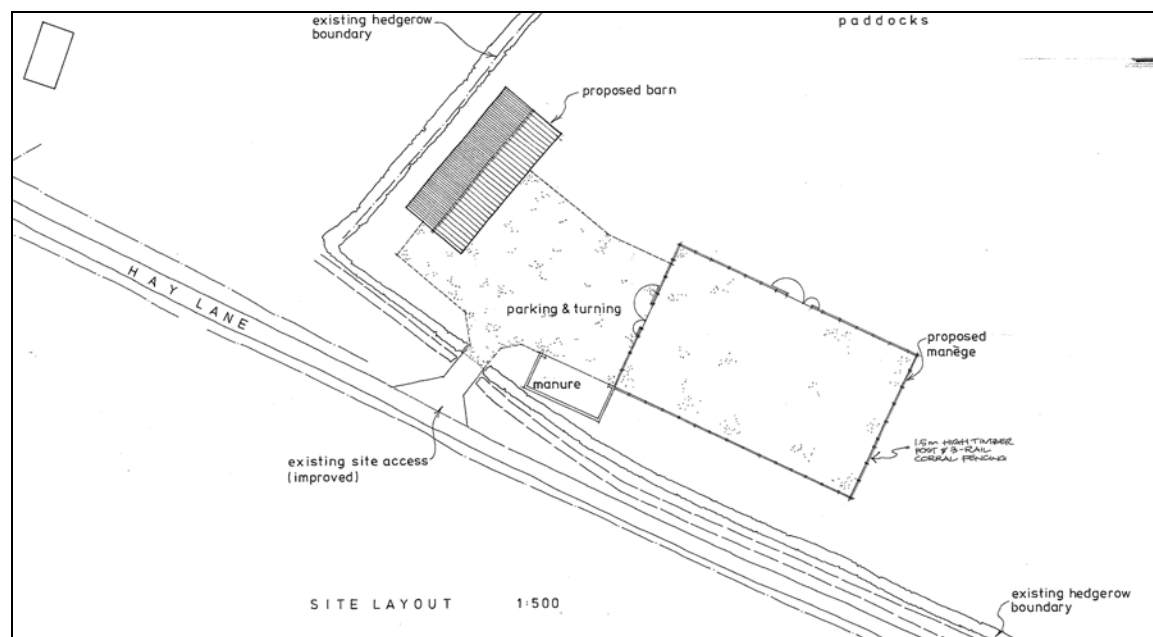 existing hedgerow
boundary
paddocks
proposed barn
HAY LANE
parking & turning
proposed
manège
manure
1.5m HIGH TIMBER
POST & 3-RAIL
CORRAL FENCING
existing site access
(improved)
SITE LAYOUT 1:500
existing hedgerow
boundary